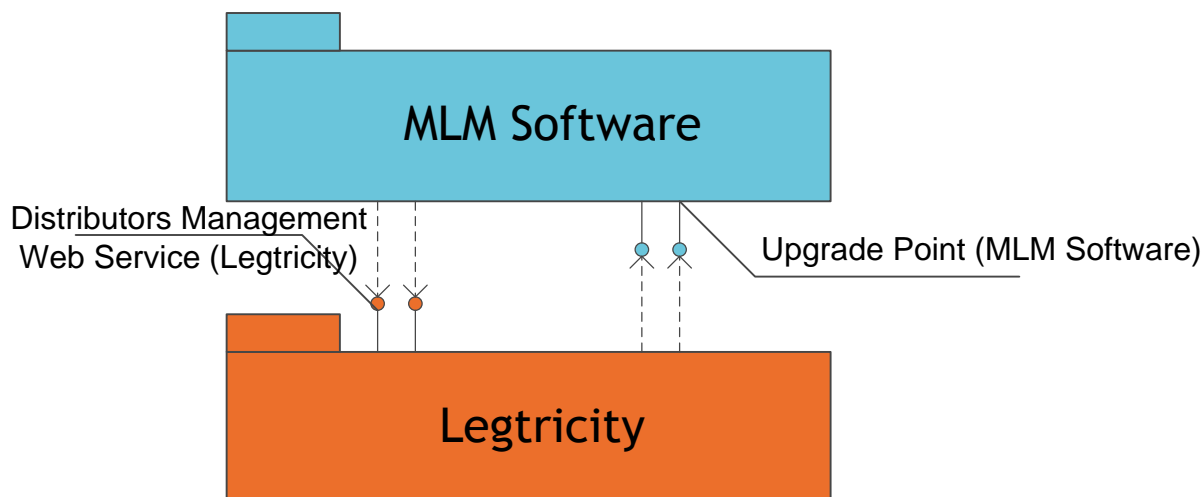 MLM Software
Distributors Management
Web Service (Legtricity)
Upgrade Point (MLM Software)
Legtricity